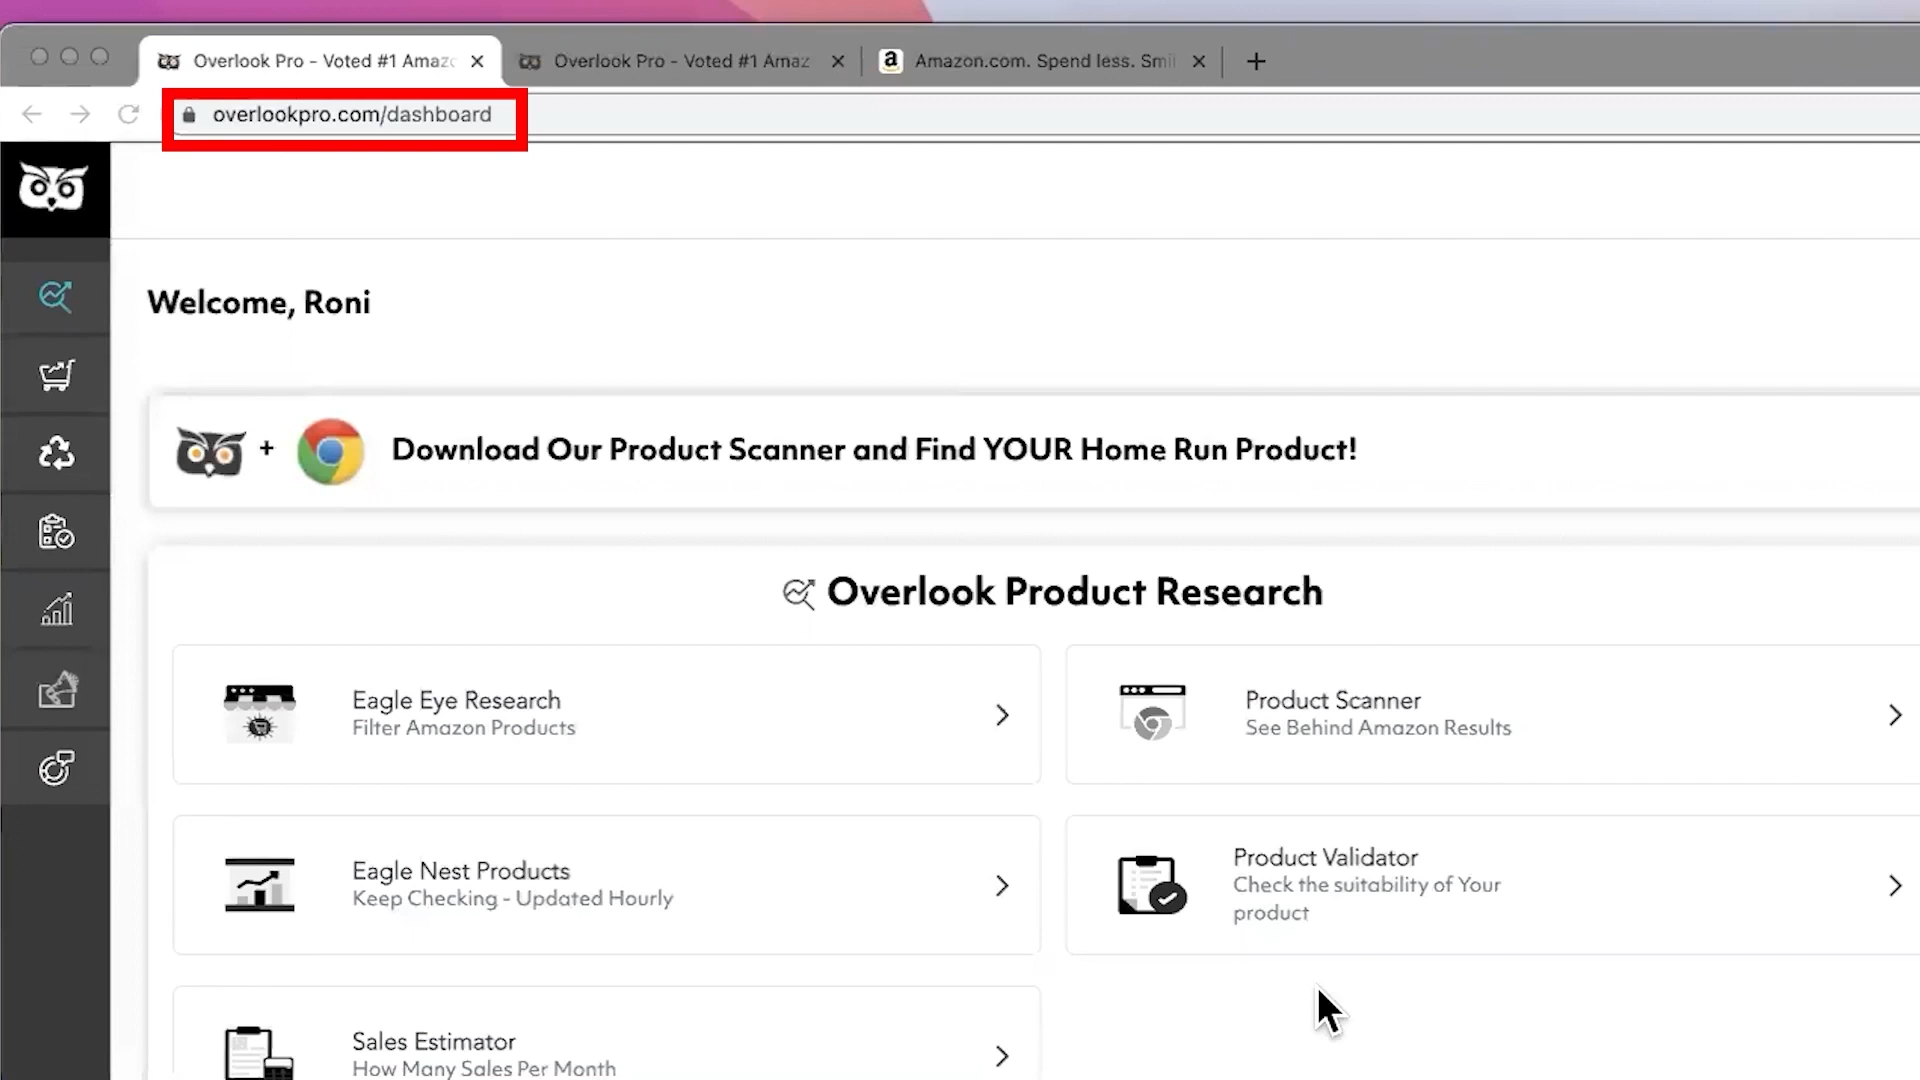 Overlook Pro - Voted #1 Amaz
Overlook Pro - Voted #1 Amaz
Amazon.com. Spend less. Smi
overlookpro.com/dashboard
Welcome, Roni
+ Download Our Product Scanner and Find YOUR Home Run Product!
Overlook Product Research
Eagle Eye Research
Filter Amazon Products
Product Scanner
See Behind Amazon Results
Eagle Nest Products
Keep Checking - Updated Hourly
Product Validator
Check the suitability of Your
product
Sales Estimator
How Many Sales Per Month